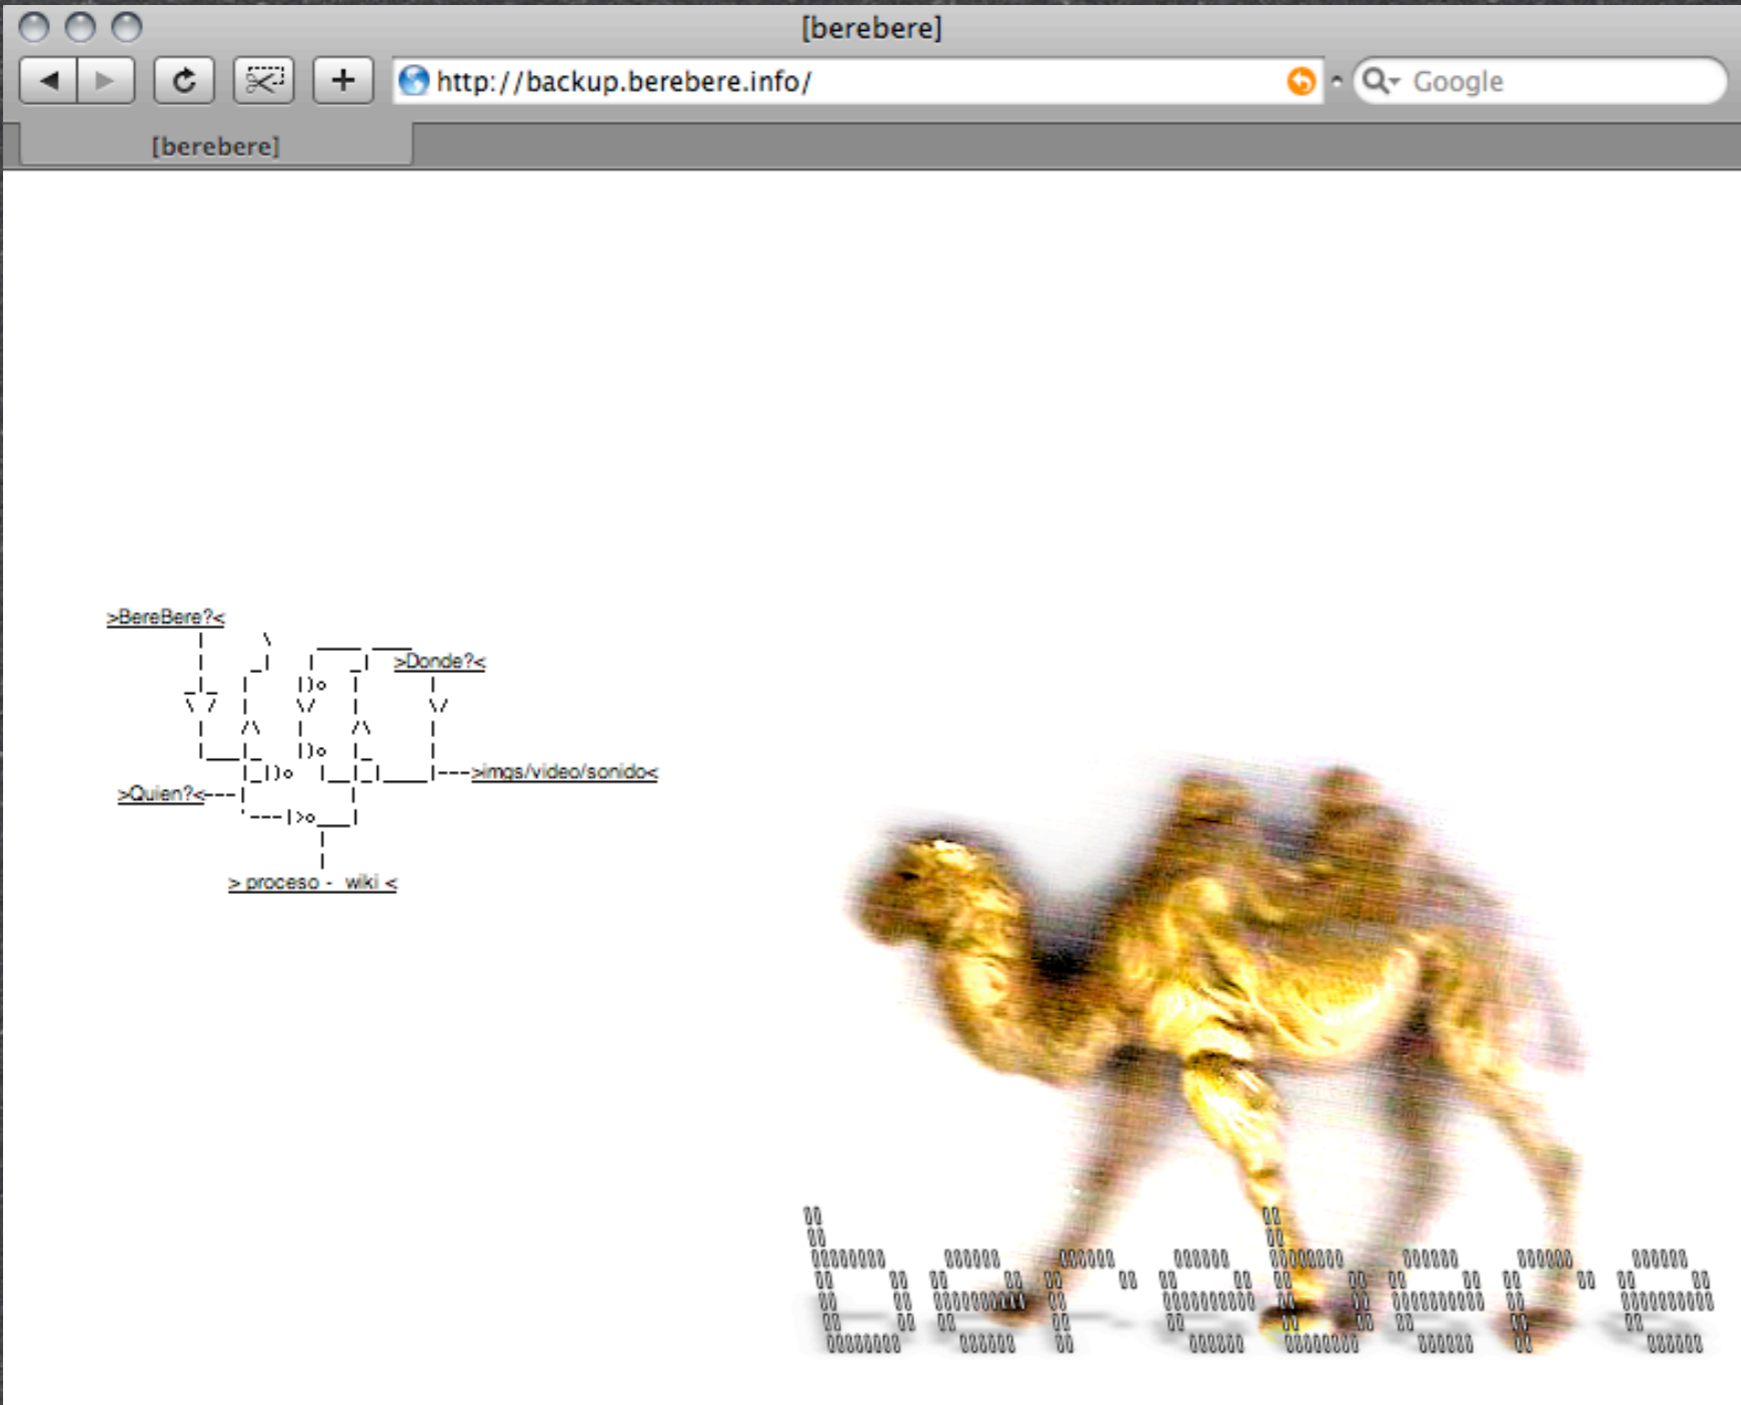 [berebere]
http://backup.berebere.info/
Google
[berebere]
>BereBere?<
>Donde?<
>imgs/video/sonido<
>Quien?<
> proceso - wiki <
berebere